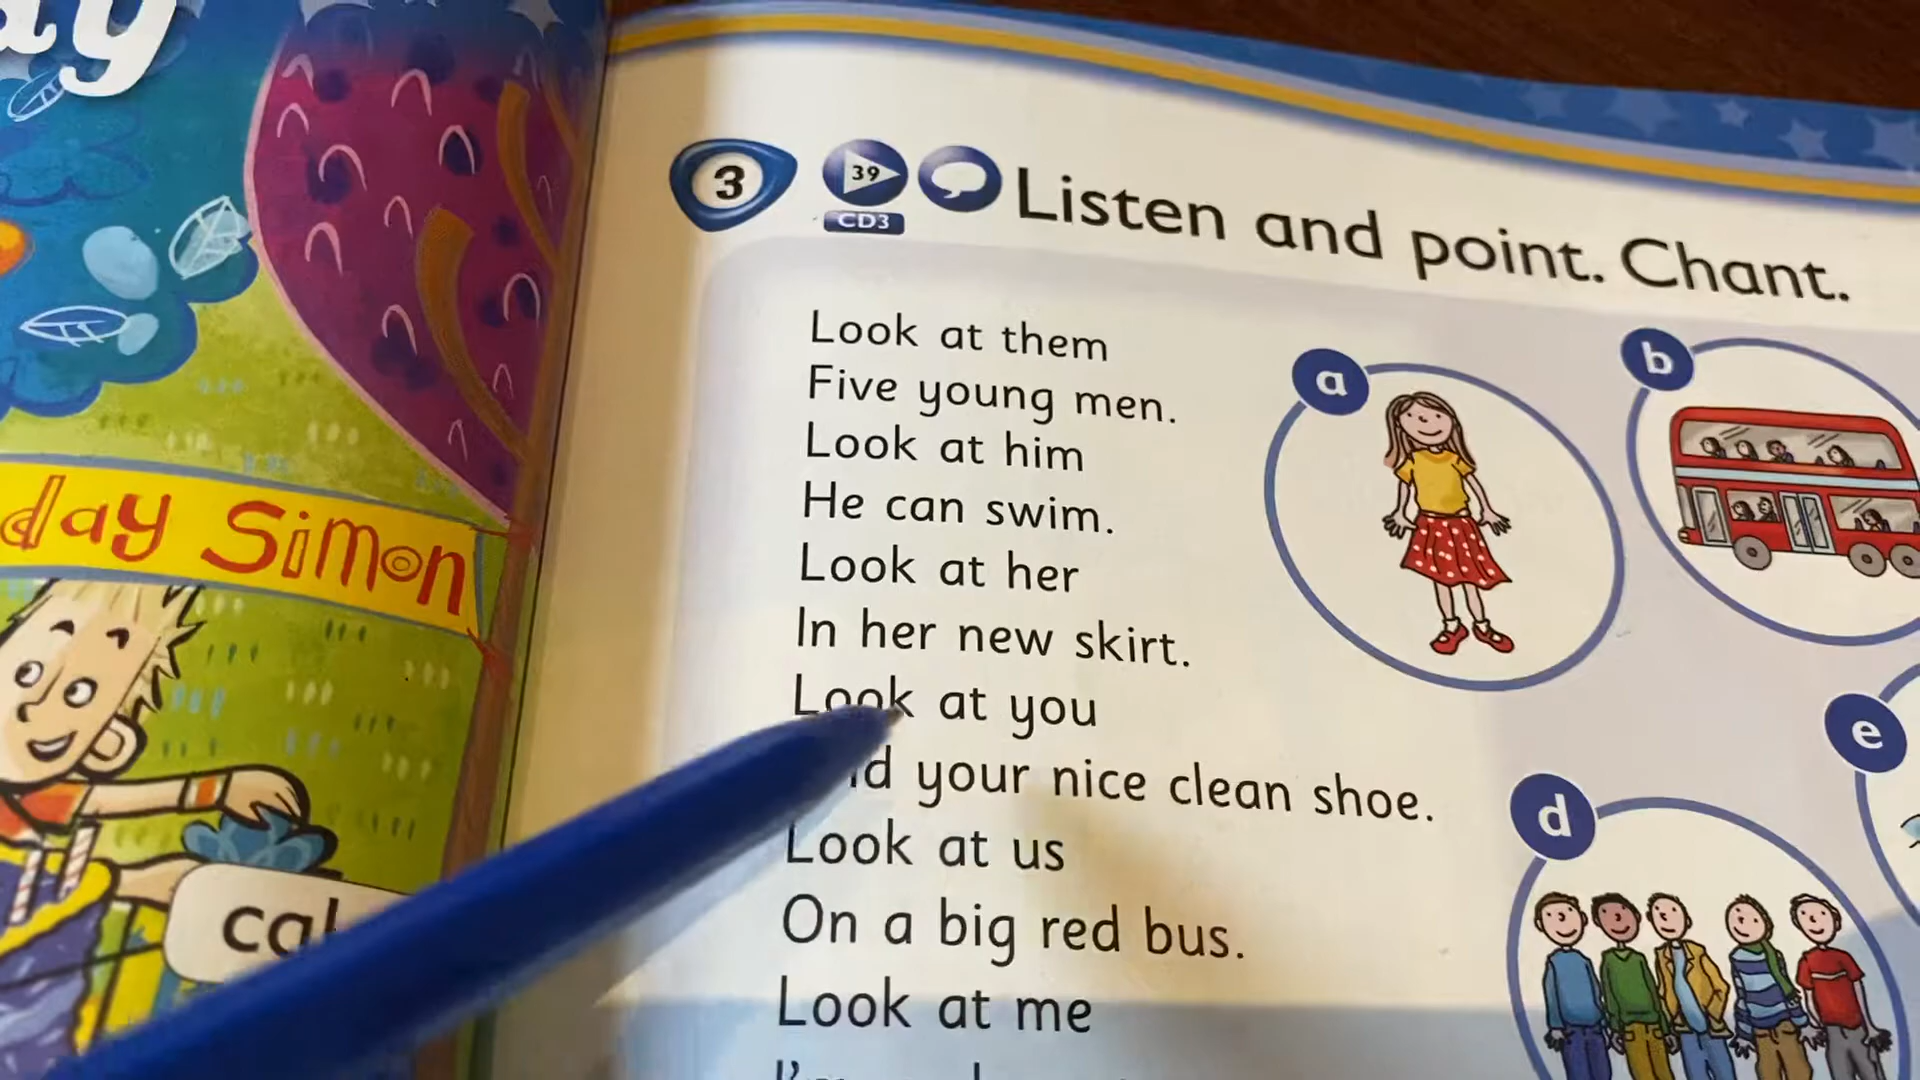 day Simon
3
39
CD3
Listen and point. Chant.
Look at them
Five young men.
Look at him
He can swim.
Look at her
In her new skirt.
Look at you
your nice clean shoe.
Look at us
On a big red bus.
Look at me
a
b
d
e